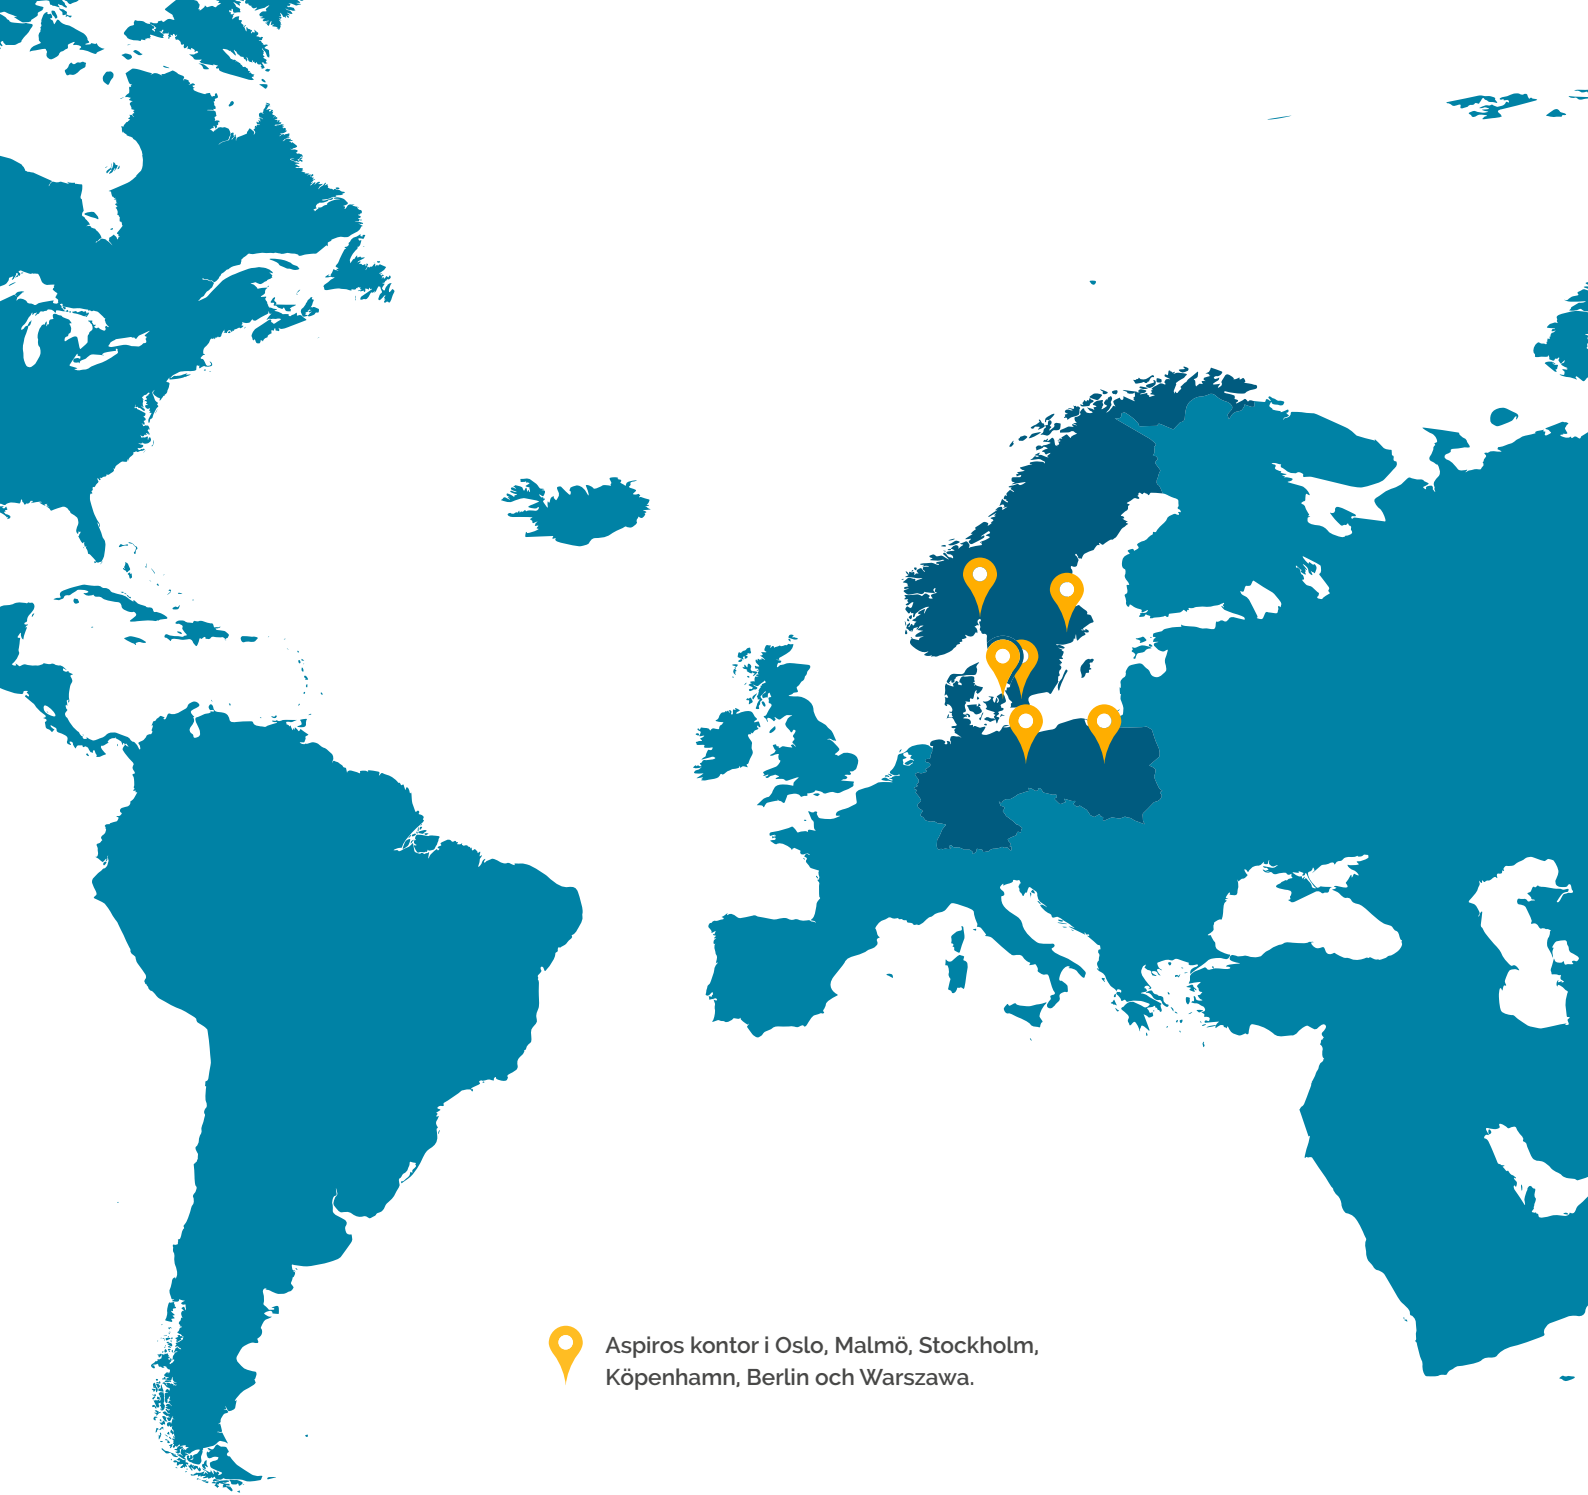 Aspiros kontor i Oslo, Malmö, Stockholm,
Köpenhamn, Berlin och Warszawa.